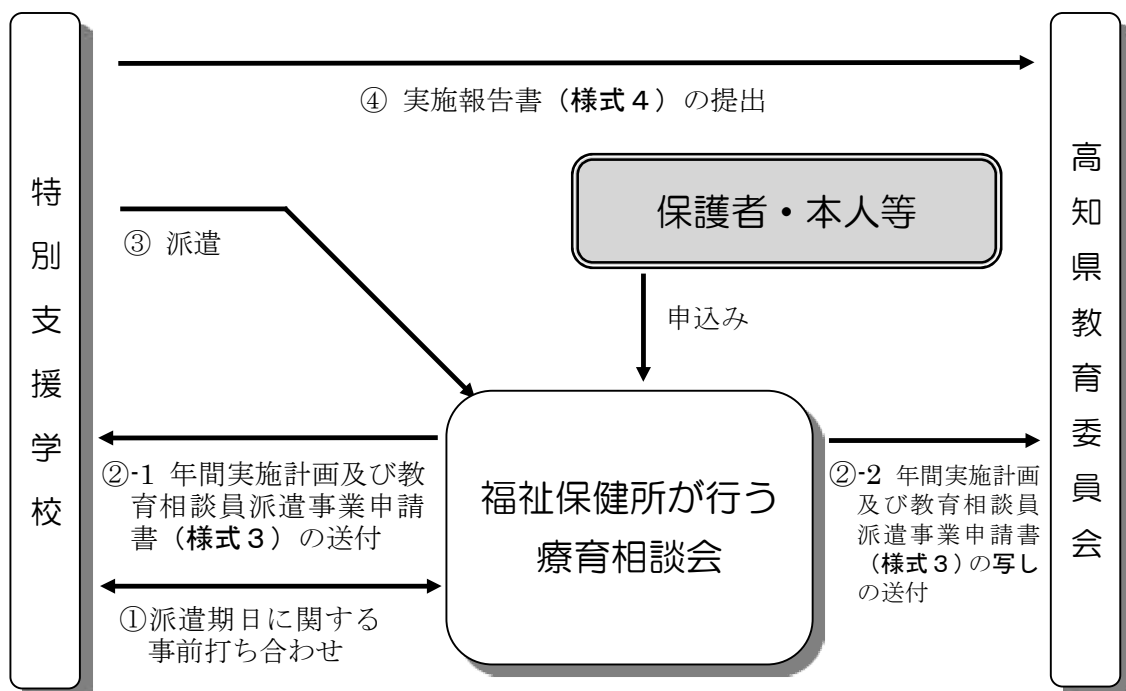 特別支援学校
④ 実施報告書(様式4)の提出
保護者・本人等
③ 派遣
申込み
福祉保健所が行う
療育相談会
②-1 年間実施計画及び教
育相談員派遣事業申請
書(様式3)の送付
①派遣期日に関する
事前打ち合わせ
②-2 年間実施計画
及び教育相談員
派遣事業申請書
(様式3)の写し
の送付
高知県教育委員会